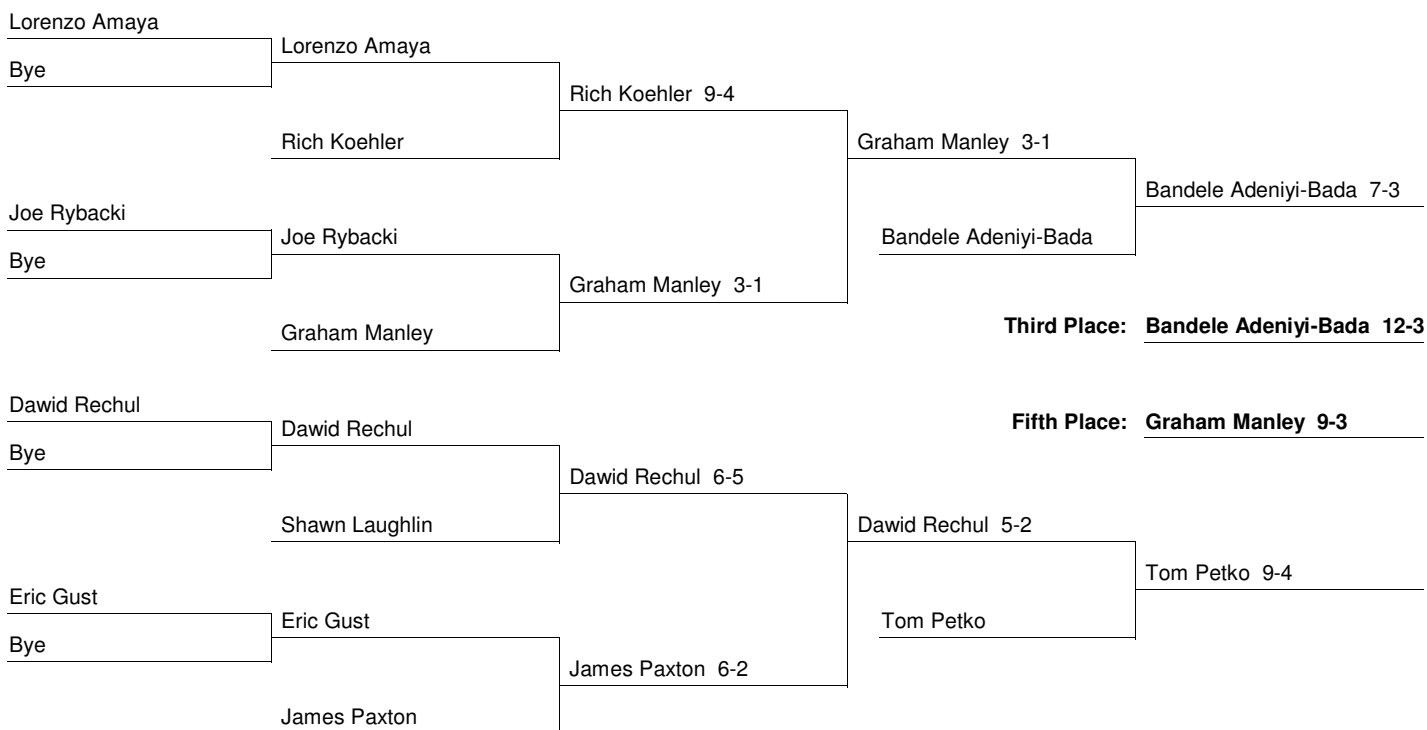 Lorenzo Amaya
Lorenzo Amaya
Bye
Rich Koehler 9-4
Rich Koehler
Graham Manley 3-1
Bandele Adeniyi-Bada 7-3
Joe Rybacki
Joe Rybacki
Bandele Adeniyi-Bada
Bye
Graham Manley 3-1
Graham Manley
Third Place: Bandele Adeniyi-Bada 12-3
Dawid Rechul
Dawid Rechul
Fifth Place: Graham Manley 9-3
Bye
Dawid Rechul 6-5
Shawn Laughlin
Dawid Rechul 5-2
Tom Petko 9-4
Eric Gust
Eric Gust
Tom Petko
Bye
James Paxton 6-2
James Paxton